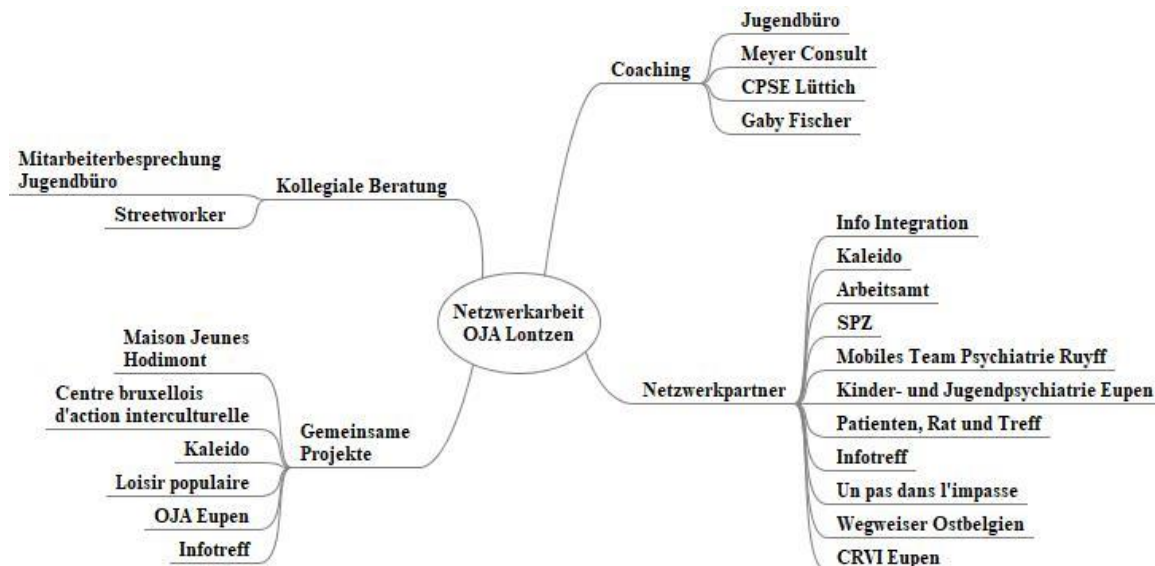 Netzwerkarbeit
OJA Lontzen
Coaching
Jugendbüro
Meyer Consult
CPSE Lüttich
Gaby Fischer
Kollegiale Beratung
Mitarbeiterbesprechung
Jugendbüro
Streetworker
Netzwerkpartner
Info Integration
Kaleido
Arbeitsamt
SPZ
Mobiles Team Psychiatrie Ruyff
Kinder- und Jugendpsychiatrie Eupen
Patienten, Rat und Treff
Infotreff
Un pas dans l'impasse
Wegweiser Ostbelgien
CRVI Eupen
Gemeinsame
Projekte
Maison Jeunes
Hodimont
Centre bruxellois
d'action interculturelle
Kaleido
Loisir populaire
OJA Eupen
Infotreff